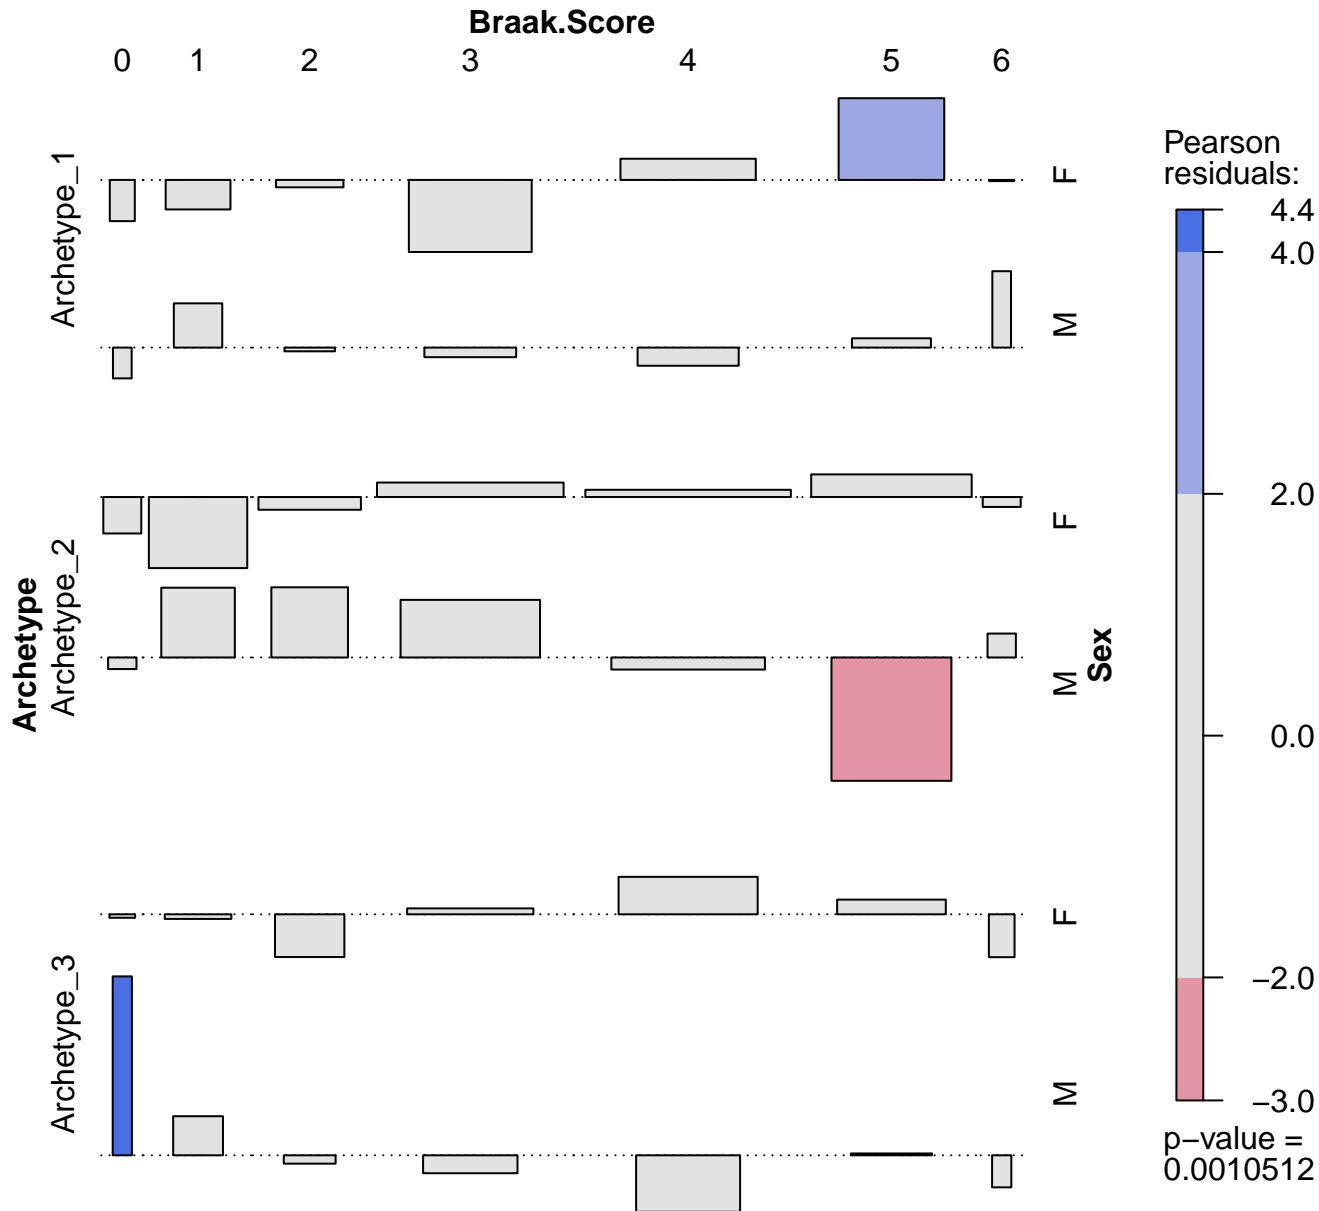 Braak.Score
0 1 2 3 4 5 6
Archetype
Archetype_1
F
M
Archetype_2
F
M
Archetype_3
F
M
Sex
Pearson
residuals:
4.4
4.0
2.0
0.0
−2.0
−3.0
p−value =
0.0010512